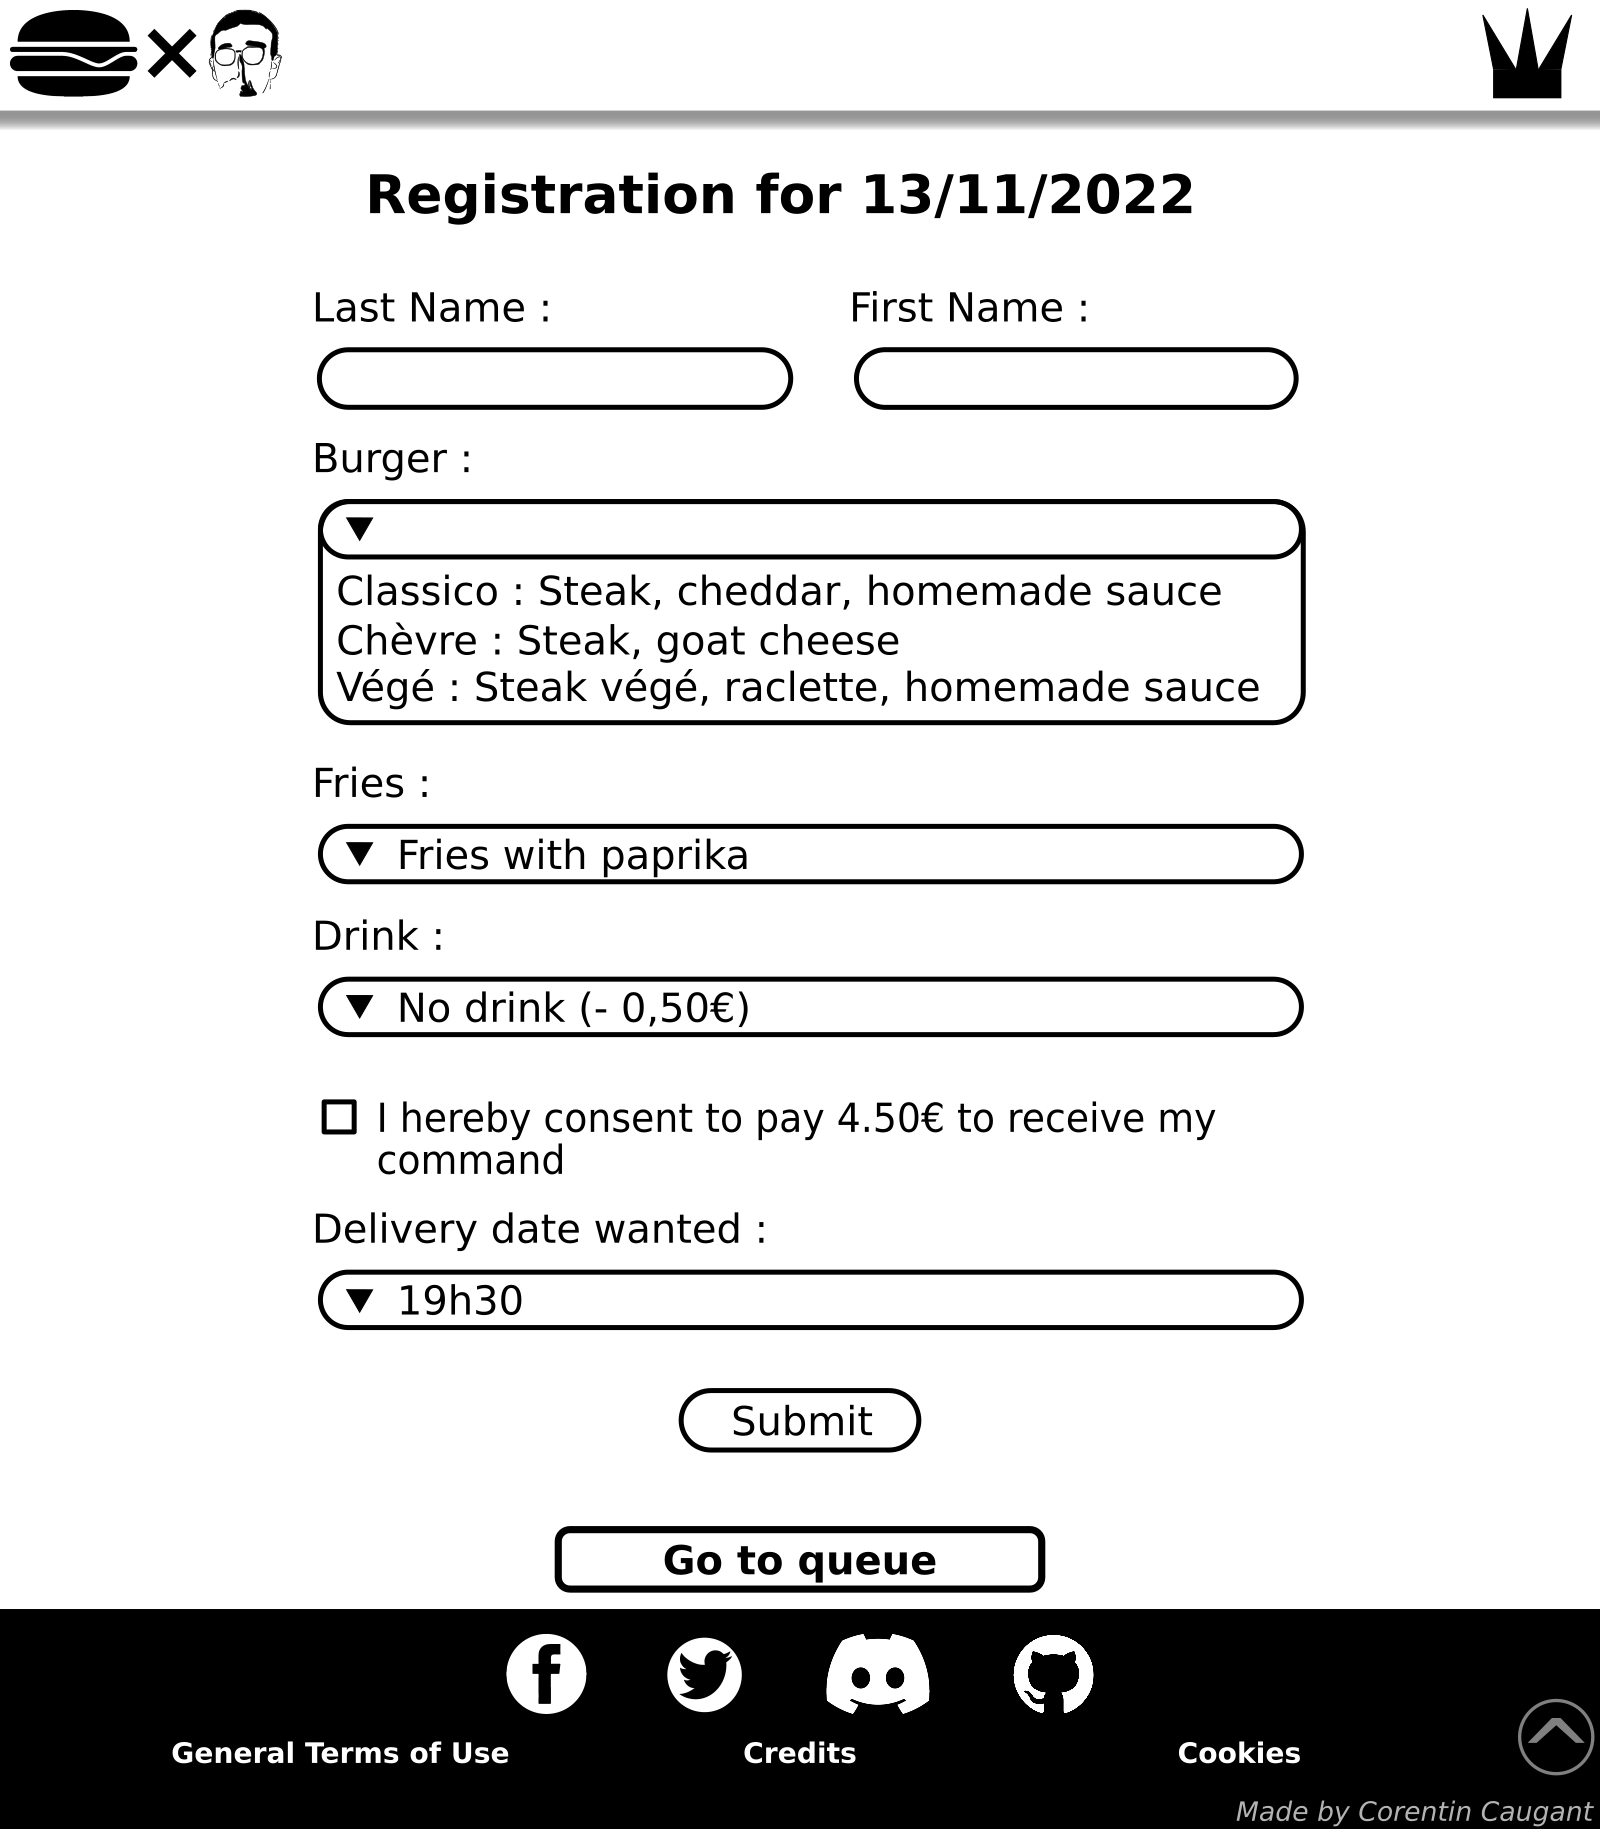 Registration for 13/11/2022
Last Name :
First Name :
Burger :
Classico : Steak, cheddar, homemade sauce
Chèvre : Steak, goat cheese
Végé : Steak végé, raclette, homemade sauce
Fries :
Fries with paprika
Drink :
No drink (- 0,50€)
I hereby consent to pay 4.50€ to receive my
command
Delivery date wanted :
19h30
Submit
Go to queue
General Terms of Use
Credits
Cookies
Made by Corentin Caugant